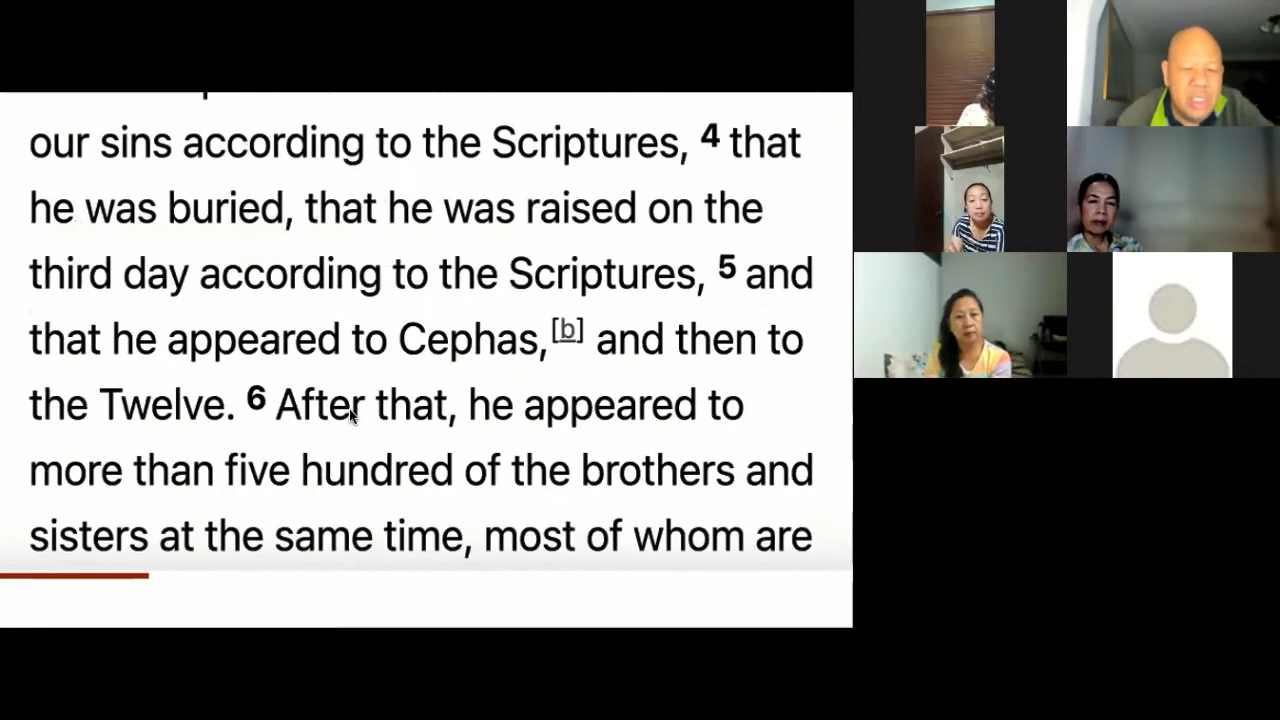 our sins according to the Scriptures, 4 that
he was buried, that he was raised on the
third day according to the Scriptures, 5 and
that he appeared to Cephas,[b] and then to
the Twelve. 6 After that, he appeared to
more than five hundred of the brothers and
sisters at the same time, most of whom are